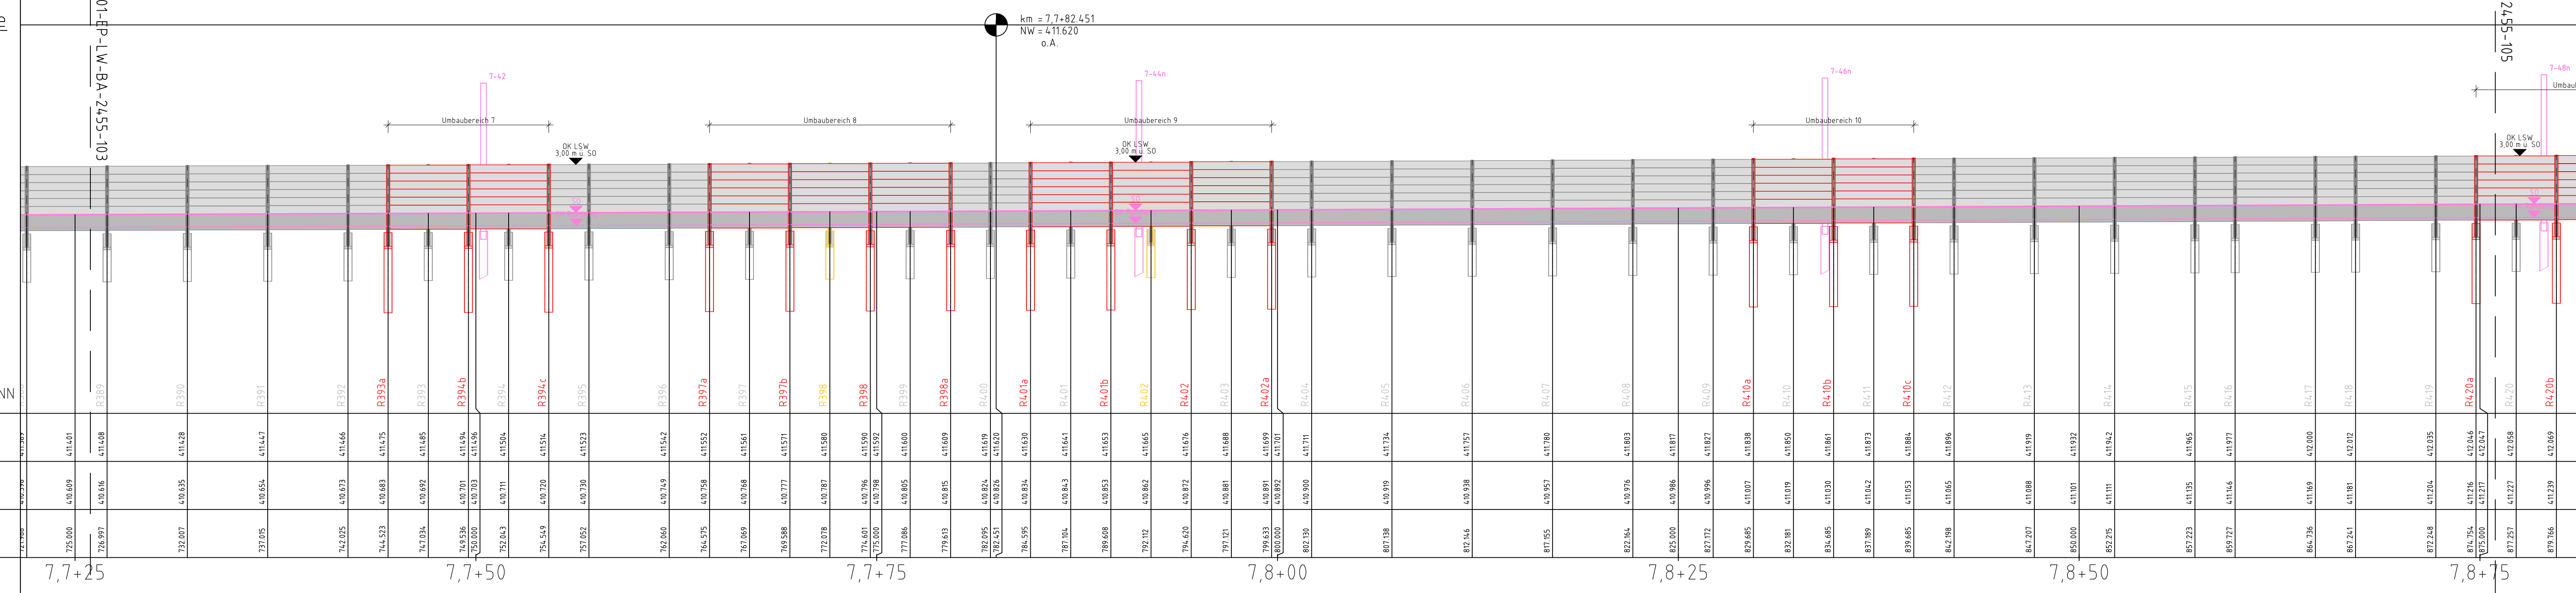 01-EP-LW-BA-2455-103
km = 7,7+82.451
NW = 411.620
o.A.
2455-105
7-42
7-44n
7-46n
7-48n
Umbaubereich 7
Umbaubereich 8
Umbaubereich 9
Umbaubereich 10
OK LSW
3,00 m ü. SO
OK LSW
3,00 m ü. SO
OK LSW
3,00 m ü. SO
SO
SO
SO
NN
R389 R390 R391 R392 R393a R393 R394b R394 R394c R395 R396 R397a R397 R397b R398 R398 R399 R398a R400 R401a R401 R401b R402 R402 R403 R402a R404 R405 R406 R407 R408 R409 R410a R410 R410b R411 R410c R412 R413 R414 R415 R416 R417 R418 R419 R420a R420 R420b
411.401 411.408 411.428 411.447 411.466 411.475 411.485 411.494 411.496 411.504 411.514 411.523 411.542 411.552 411.561 411.571 411.580 411.590 411.592 411.600 411.609 411.619 411.620 411.630 411.641 411.653 411.665 411.676 411.688 411.699 411.701 411.711 411.734 411.757 411.780 411.803 411.817 411.827 411.838 411.850 411.861 411.873 411.884 411.896 411.919 411.932 411.942 411.965 411.977 412.000 412.012 412.035 412.046 412.047 412.058 412.069
410.609 410.616 410.635 410.654 410.673 410.683 410.692 410.701 410.703 410.711 410.720 410.730 410.749 410.758 410.768 410.777 410.787 410.796 410.798 410.805 410.815 410.824 410.826 410.834 410.843 410.853 410.862 410.872 410.881 410.891 410.892 410.900 410.919 410.938 410.957 410.976 410.986 410.996 411.007 411.019 411.030 411.042 411.053 411.065 411.088 411.101 411.111 411.135 411.146 411.169 411.181 411.204 411.216 411.217 411.227 411.239
725.000 726.997 732.007 737.015 742.025 744.523 747.034 749.536 750.000 752.043 754.549 757.052 762.060 764.575 767.069 769.588 772.078 774.601 775.000 777.086 779.613 782.095 782.451 784.595 787.104 789.608 792.112 794.620 797.121 799.633 800.000 802.130 807.138 812.146 817.155 822.164 825.000 827.172 829.685 832.181 834.685 837.189 839.685 842.198 847.207 850.000 852.215 857.223 859.727 864.736 867.241 872.248 874.754 875.000 877.257 879.766
7,7+25 7,7+50 7,7+75 7,8+00 7,8+25 7,8+50 7,8+75